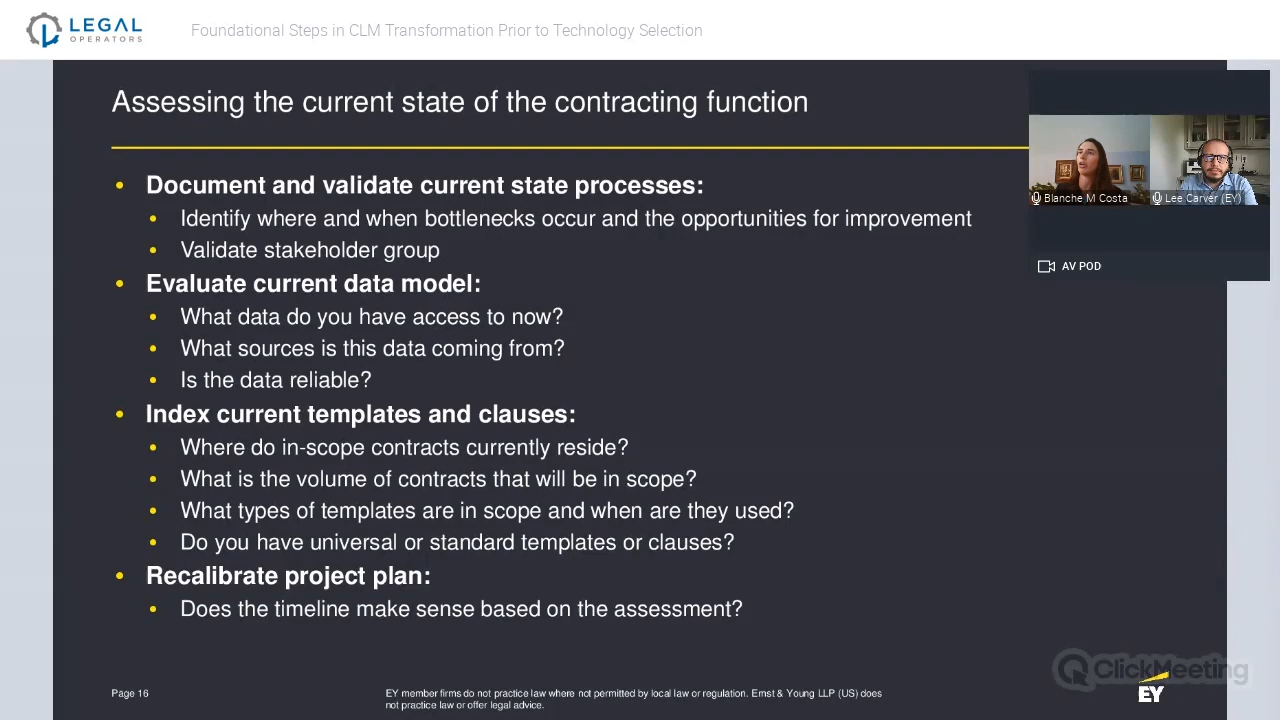 LEGAL
OPERATORS
Foundational Steps in CLM Transformation Prior to Technology Selection
Assessing the current state of the contracting function
Blanche M Costa
Lee Carver (EY)
AV POD
• Document and validate current state processes:
• Identify where and when bottlenecks occur and the opportunities for improvement
• Validate stakeholder group
• Evaluate current data model:
• What data do you have access to now?
• What sources is this data coming from?
• Is the data reliable?
• Index current templates and clauses:
• Where do in-scope contracts currently reside?
• What is the volume of contracts that will be in scope?
• What types of templates are in scope and when are they used?
• Do you have universal or standard templates or clauses?
• Recalibrate project plan:
• Does the timeline make sense based on the assessment?
ClickMeeting
Page 16
EY member firms do not practice law where not permitted by local law or regulation. Ernst & Young LLP (US) does
not practice law or offer legal advice.
EY